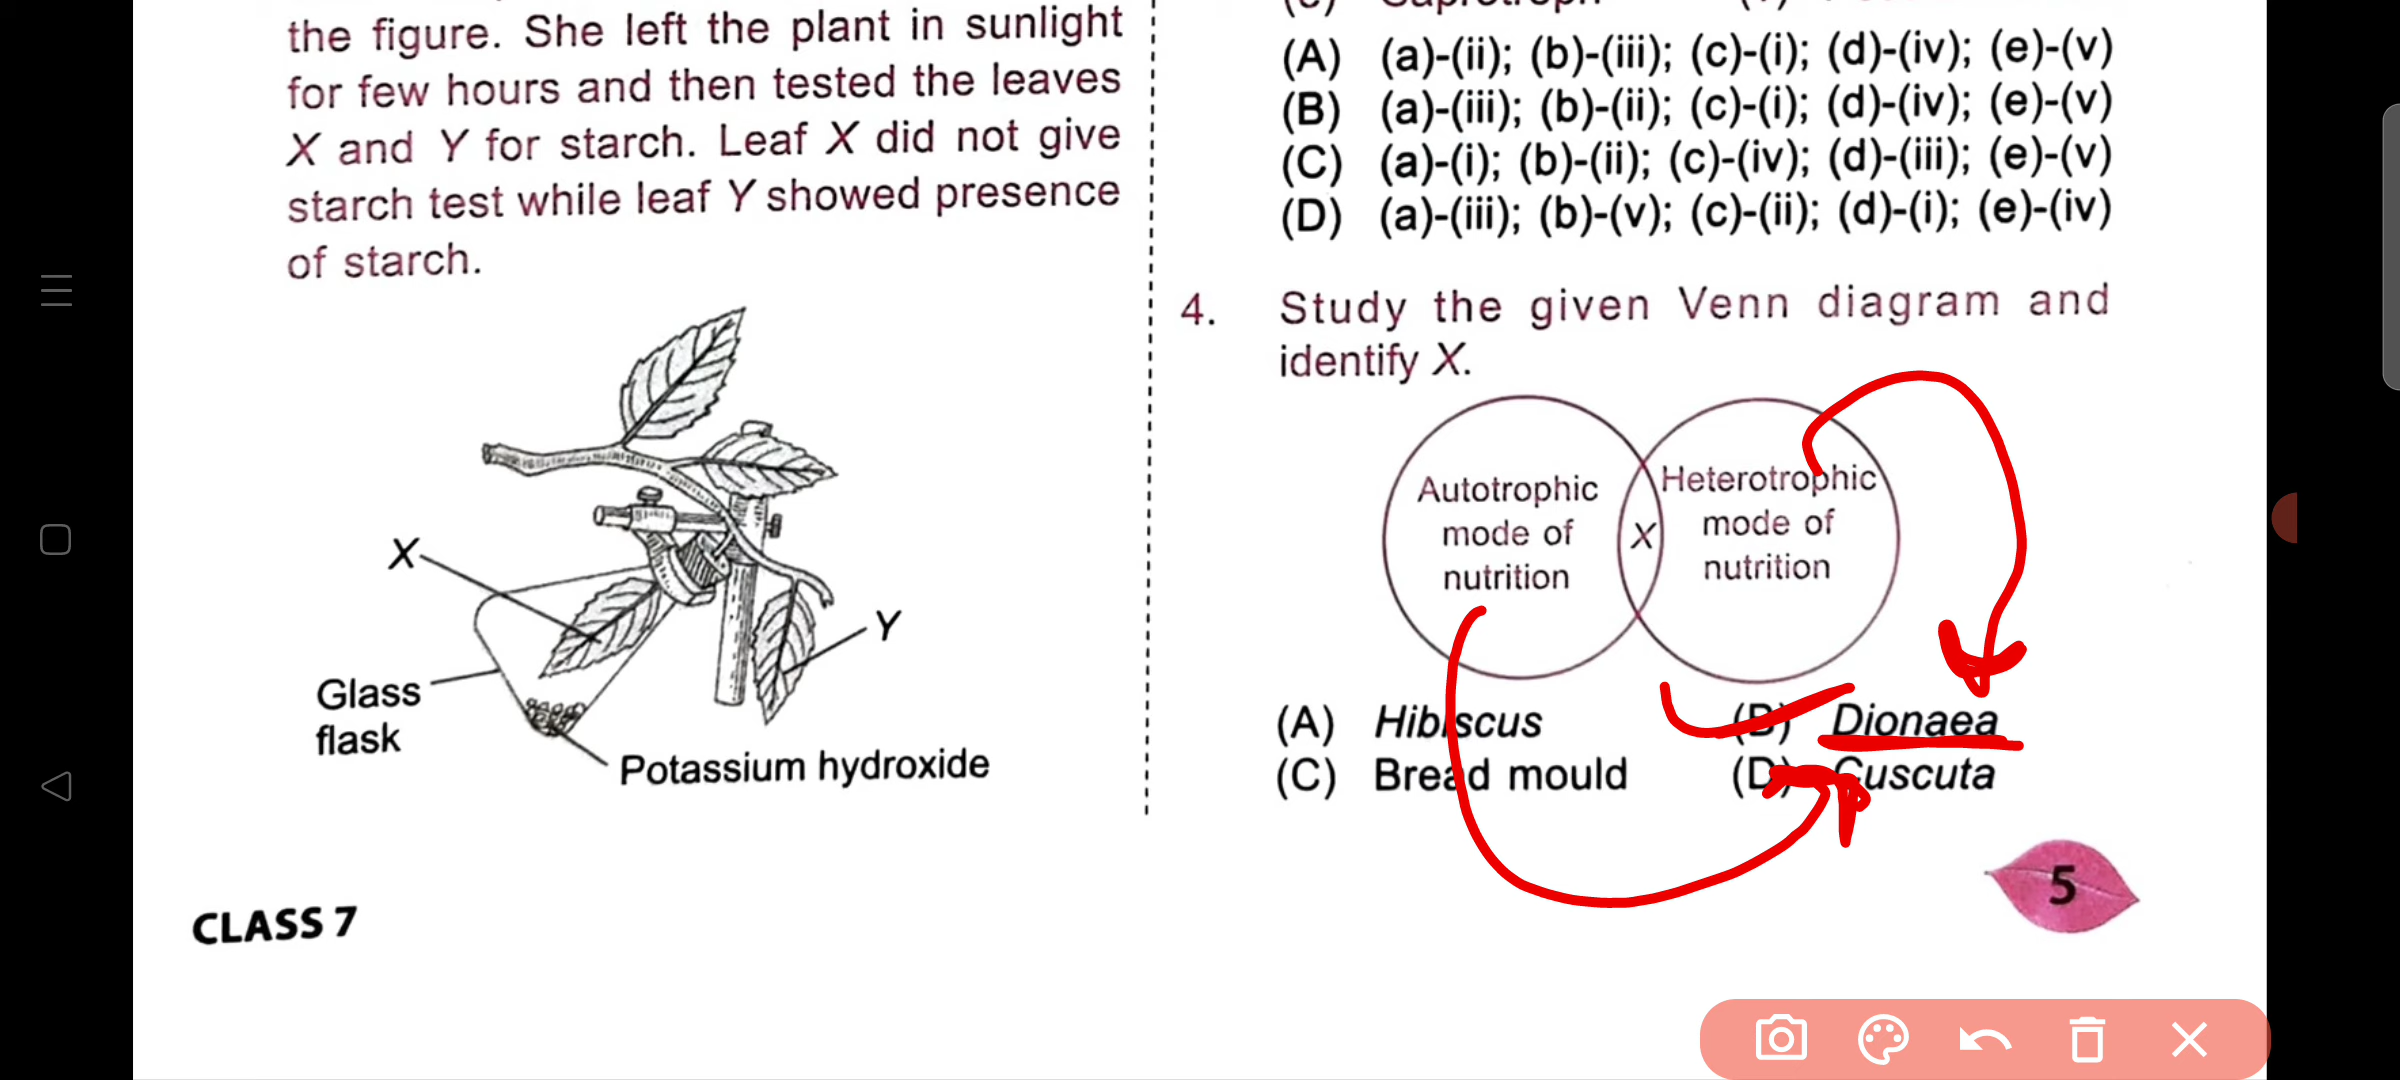 the figure. She left the plant in sunlight
for few hours and then tested the leaves
X and Y for starch. Leaf X did not give
starch test while leaf Y showed presence
of starch.
X
Y
Glass
flask
Potassium hydroxide
CLASS 7
(A) (a)-(ii); (b)-(iii); (c)-(i); (d)-(iv); (e)-(v)
(B) (a)-(iii); (b)-(ii); (c)-(i); (d)-(iv); (e)-(v)
(C) (a)-(i); (b)-(ii); (c)-(iv); (d)-(iii); (e)-(v)
(D) (a)-(iii); (b)-(v); (c)-(ii); (d)-(i); (e)-(iv)
4. Study the given Venn diagram and
identify X.
Autotrophic
mode of
nutrition
X
Heterotrophic
mode of
nutrition
(A) Hibiscus (B) Dionaea
(C) Bread mould (D) Cuscuta
5